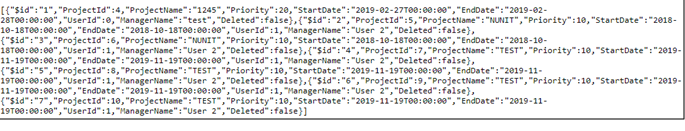 [{"$id":"1","ProjectId":4,"ProjectName":"1245","Priority":20,"StartDate":"2019-02-27T00:00:00","EndDate":"2019-02-
28T00:00:00","UserId":0,"ManagerName":"test","Deleted":false},{"$id":"2","ProjectId":5,"ProjectName":"NUNIT","Priority":10,"StartDate":"2018-
10-18T00:00:00","EndDate":"2018-10-18T00:00:00","UserId":1,"ManagerName":"User 2","Deleted":false},
{"$id":"3","ProjectId":6,"ProjectName":"NUNIT","Priority":10,"StartDate":"2018-10-18T00:00:00","EndDate":"2018-10-
18T00:00:00","UserId":1,"ManagerName":"User 2","Deleted":false},{"$id":"4","ProjectId":7,"ProjectName":"TEST","Priority":10,"StartDate":"2019-
11-19T00:00:00","EndDate":"2019-11-19T00:00:00","UserId":1,"ManagerName":"User 2","Deleted":false},
{"$id":"5","ProjectId":8,"ProjectName":"TEST","Priority":10,"StartDate":"2019-11-19T00:00:00","EndDate":"2019-11-
19T00:00:00","UserId":1,"ManagerName":"User 2","Deleted":false},{"$id":"6","ProjectId":9,"ProjectName":"TEST","Priority":10,"StartDate":"2019-
11-19T00:00:00","EndDate":"2019-11-19T00:00:00","UserId":1,"ManagerName":"User 2","Deleted":false},
{"$id":"7","ProjectId":10,"ProjectName":"TEST","Priority":10,"StartDate":"2019-11-19T00:00:00","EndDate":"2019-11-
19T00:00:00","UserId":1,"ManagerName":"User 2","Deleted":false}]